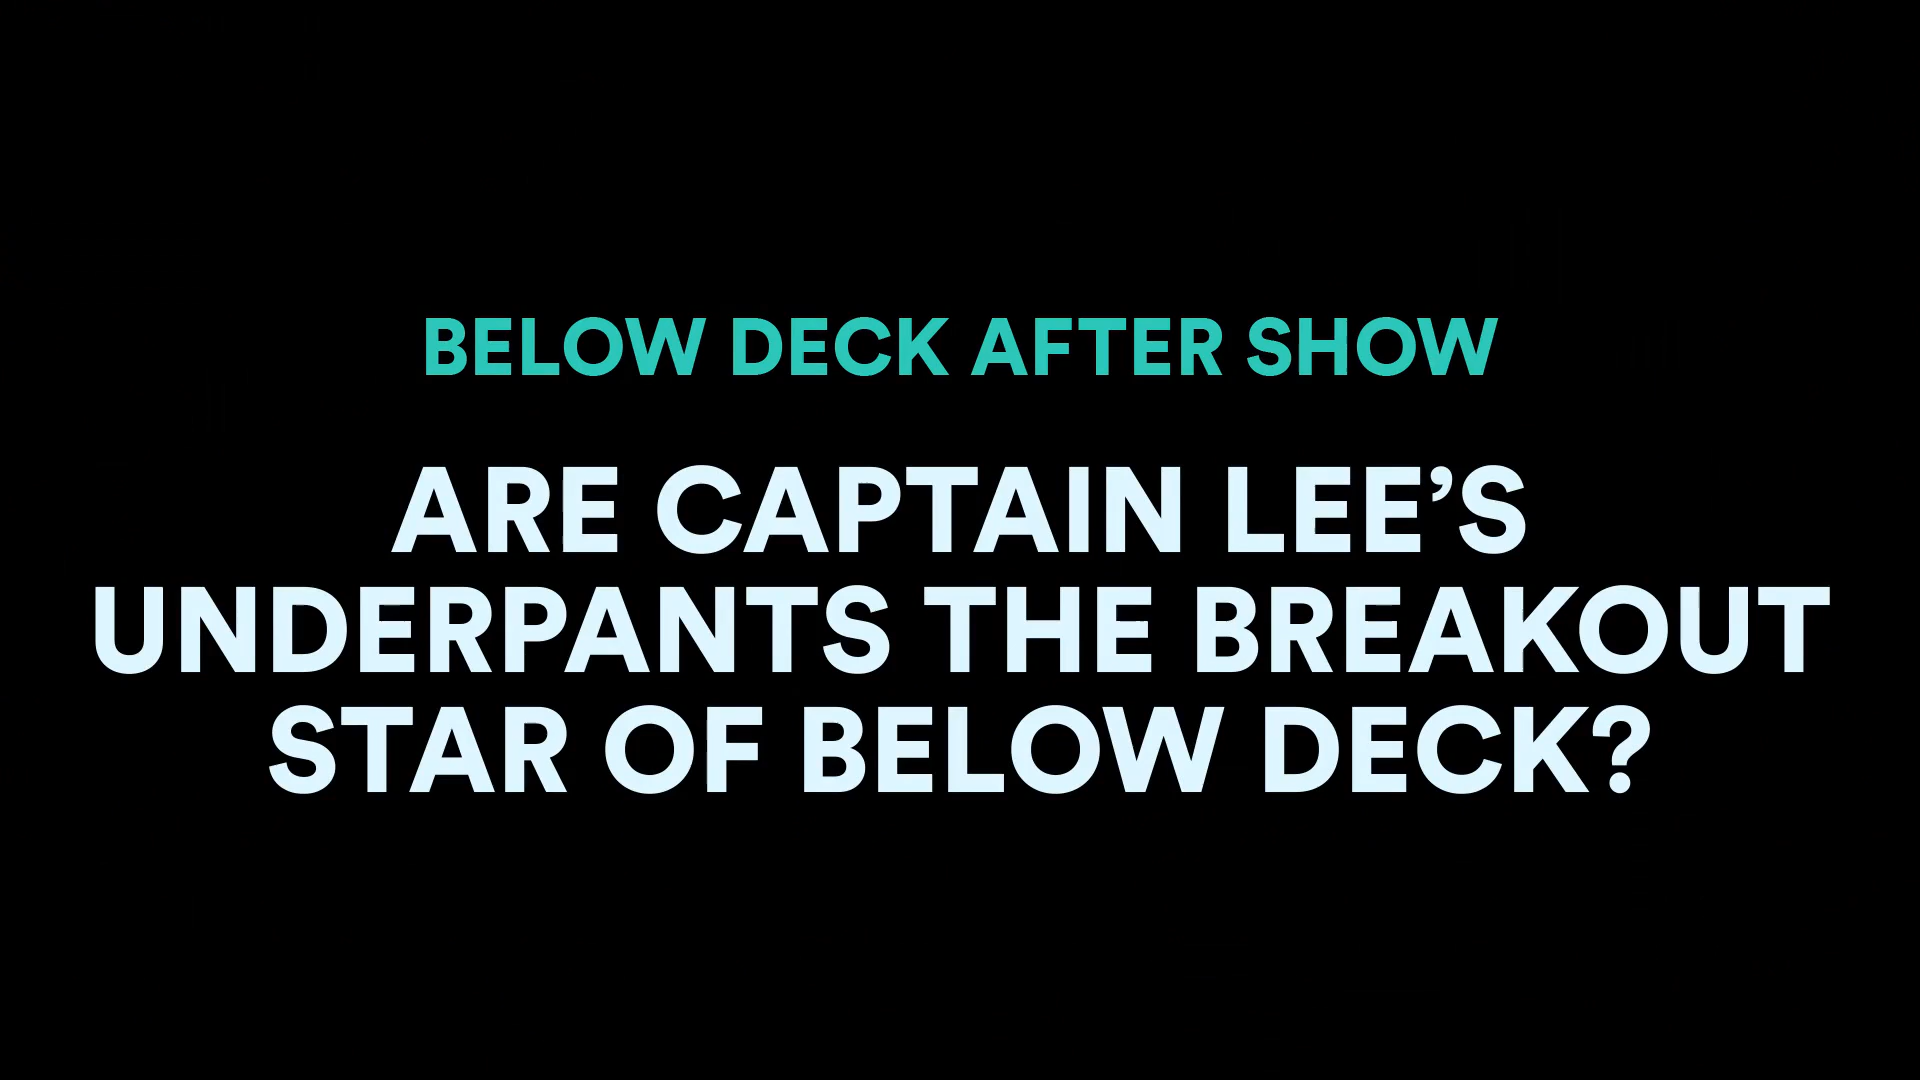 BELOW DECK AFTER SHOW
ARE CAPTAIN LEE’S
UNDERPANTS THE BREAKOUT
STAR OF BELOW DECK?